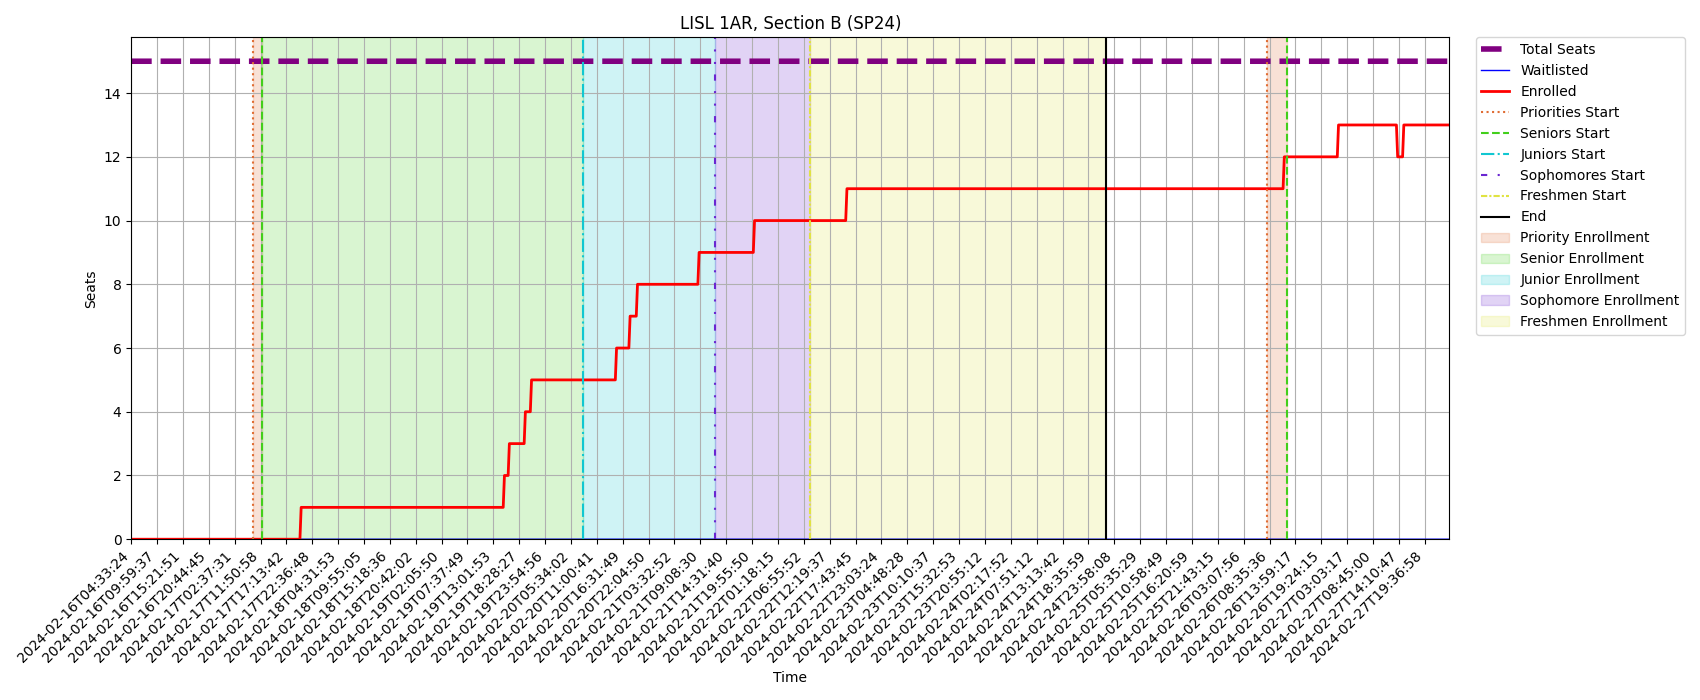 LISL 1AR, Section B (SP24)
Seats
14
12
10
8
6
4
2
0
2024-02-16T04:33:24
2024-02-16T09:59:37
2024-02-16T15:21:51
2024-02-16T20:44:45
2024-02-17T02:37:31
2024-02-17T11:50:58
2024-02-17T17:13:42
2024-02-17T22:36:48
2024-02-18T04:31:53
2024-02-18T09:55:05
2024-02-18T15:18:36
2024-02-18T20:42:02
2024-02-19T02:05:50
2024-02-19T07:37:49
2024-02-19T13:01:53
2024-02-19T18:28:27
2024-02-19T23:54:56
2024-02-20T05:34:02
2024-02-20T11:00:41
2024-02-20T16:31:49
2024-02-20T22:04:50
2024-02-21T03:32:52
2024-02-21T09:08:30
2024-02-21T14:31:40
2024-02-21T19:55:50
2024-02-22T01:18:15
2024-02-22T06:55:52
2024-02-22T12:19:37
2024-02-22T17:43:45
2024-02-22T23:03:24
2024-02-23T04:48:28
2024-02-23T10:10:37
2024-02-23T15:32:53
2024-02-23T20:55:12
2024-02-24T02:17:52
2024-02-24T07:51:12
2024-02-24T13:13:42
2024-02-24T18:35:59
2024-02-24T23:58:08
2024-02-25T05:35:29
2024-02-25T10:58:49
2024-02-25T16:20:59
2024-02-25T21:43:15
2024-02-26T03:07:56
2024-02-26T08:35:36
2024-02-26T13:59:17
2024-02-26T19:24:15
2024-02-27T03:03:17
2024-02-27T08:45:00
2024-02-27T14:10:47
2024-02-27T19:36:58
Time
Total Seats
Waitlisted
Enrolled
Priorities Start
Seniors Start
Juniors Start
Sophomores Start
Freshmen Start
End
Priority Enrollment
Senior Enrollment
Junior Enrollment
Sophomore Enrollment
Freshmen Enrollment